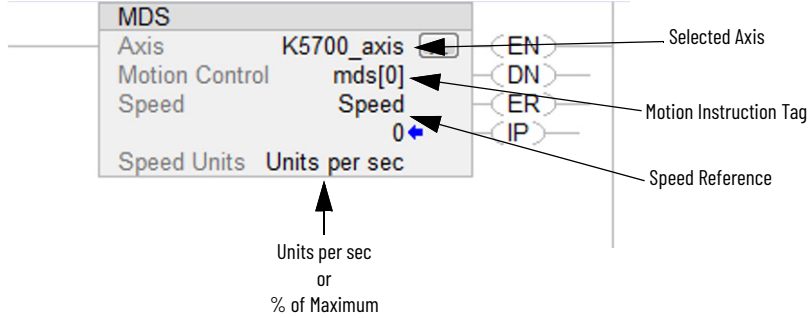 MDS
Axis K5700_axis EN
Selected Axis
Motion Control mds[0] DN
Speed Speed ER
Motion Instruction Tag
0 IP
Speed Reference
Speed Units Units per sec
Units per sec
or
% of Maximum